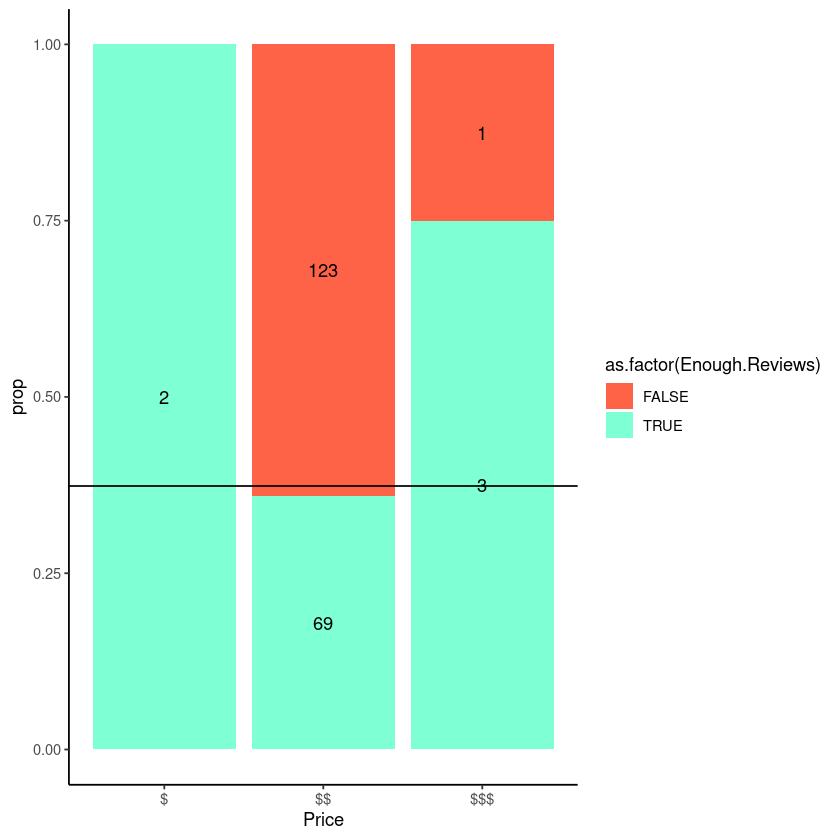 1.00
0.75
0.50
0.25
0.00
prop
1
123
2
3
69
$
$$
$$$
Price
as.factor(Enough.Reviews)
FALSE
TRUE